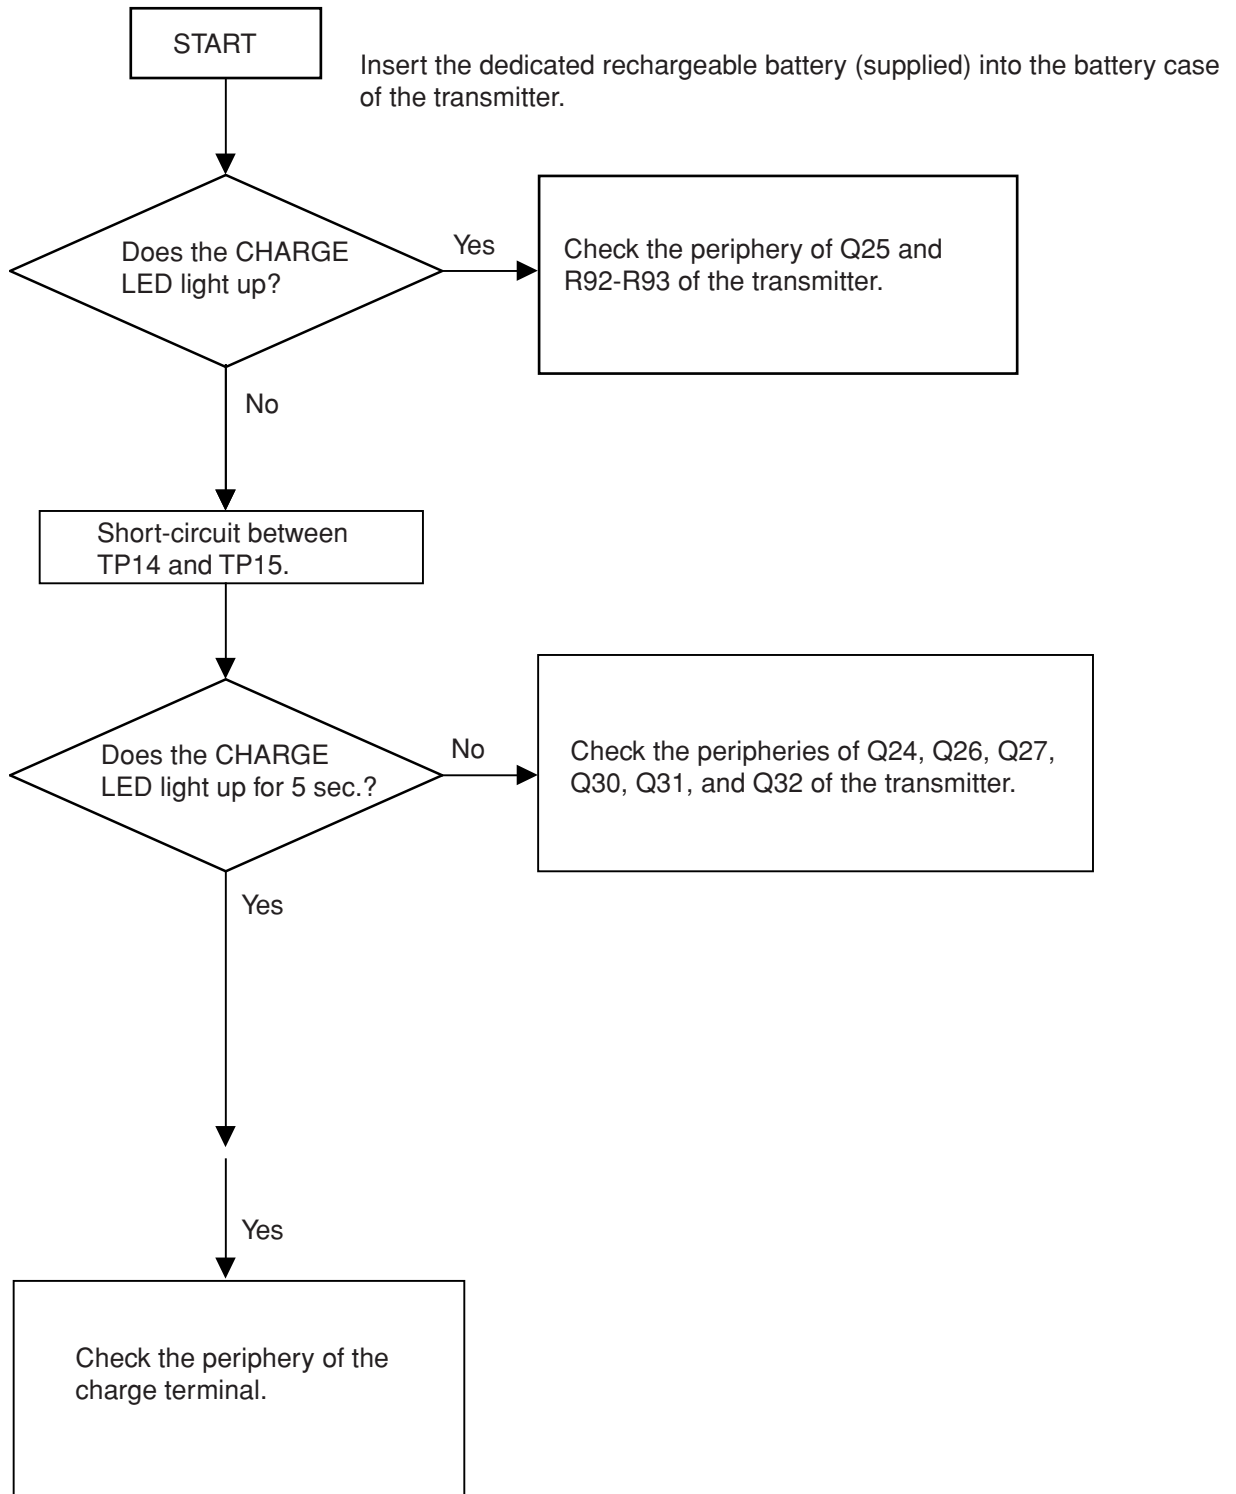 START
Insert the dedicated rechargeable battery (supplied) into the battery case
of the transmitter.
Does the CHARGE
LED light up?
Yes
Check the periphery of Q25 and
R92-R93 of the transmitter.
No
Short-circuit between
TP14 and TP15.
Does the CHARGE
LED light up for 5 sec.?
No
Check the peripheries of Q24, Q26, Q27,
Q30, Q31, and Q32 of the transmitter.
Yes
Yes
Check the periphery of the
charge terminal.